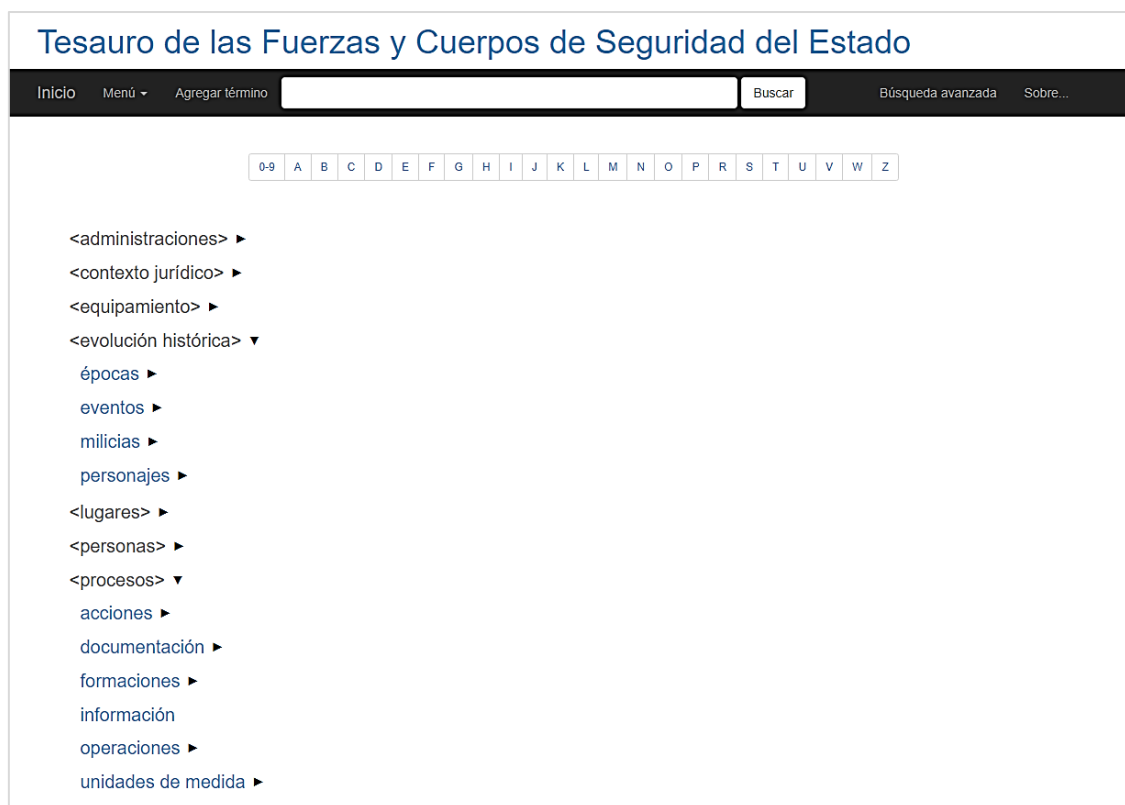 Tesauro de las Fuerzas y Cuerpos de Seguridad del Estado
Inicio Menú Agregar término Buscar Búsqueda avanzada Sobre...
0-9 A B C D E F G H I J K L M N O P R S T U V W Z
<administraciones>
<contexto jurídico>
<equipamiento>
<evolución histórica>
épocas
eventos
milicias
personajes
<lugares>
<personas>
<procesos>
acciones
documentación
formaciones
información
operaciones
unidades de medida